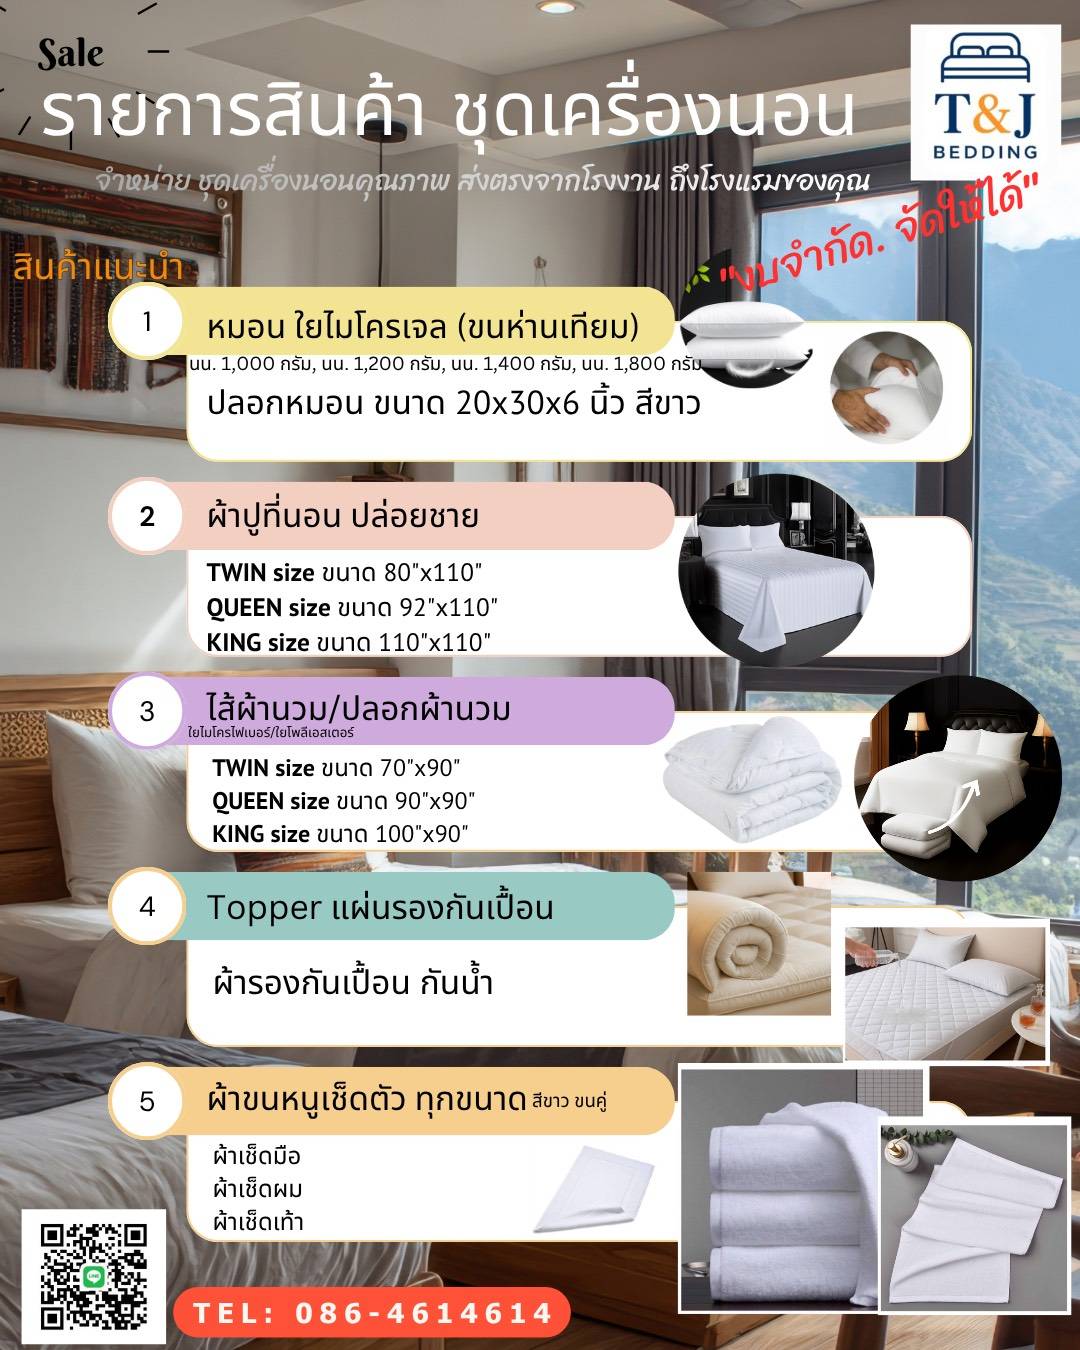 Sale
รายการสินค้า ชุดเครื่องนอน
T&J
BEDDING
จำหน่าย ชุดเครื่องนอนคุณภาพ ส่งตรงจากโรงงาน ถึงโรงแรมของคุณ
"งบจำกัด. จัดให้ได้"
สินค้าแนะนำ
1
หมอน ใยไมโครเจล (ขนห่านเทียม)
นน. 1,000 กรัม, นน. 1,200 กรัม, นน. 1,400 กรัม, นน. 1,800 กรัม
ปลอกหมอน ขนาด 20x30x6 นิ้ว สีขาว
2
ผ้าปูที่นอน ปล่อยชาย
TWIN size ขนาด 80"x110"
QUEEN size ขนาด 92"x110"
KING size ขนาด 110"x110"
3
ไส้ผ้านวม/ปลอกผ้านวม
ใยไมโครไฟเบอร์/ใยโพลีเอสเตอร์
TWIN size ขนาด 70"x90"
QUEEN size ขนาด 90"x90"
KING size ขนาด 100"x90"
4
Topper แผ่นรองกันเปื้อน
ผ้ารองกันเปื้อน กันน้ำ
5
ผ้าขนหนูเช็ดตัว ทุกขนาด สีขาว ขนคู่
ผ้าเช็ดมือ
ผ้าเช็ดผม
ผ้าเช็ดเท้า
LINE
TEL: 086-4614614